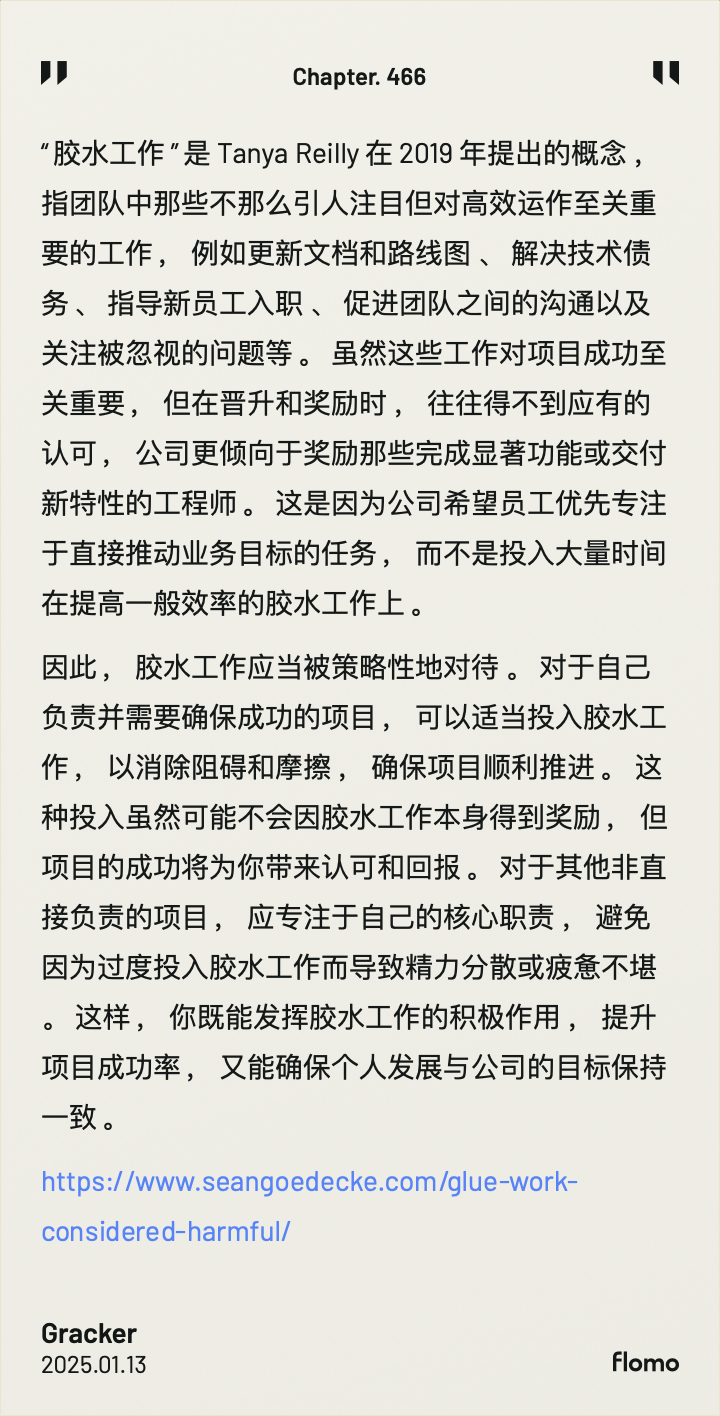 Chapter. 466
“胶水工作”是 Tanya Reilly 在 2019 年提出的概念，
指团队中那些不那么引人注目但对高效运作至关重
要的工作， 例如更新文档和路线图 、 解决技术债
务 、 指导新员工入职 、 促进团队之间的沟通以及
关注被忽视的问题等 。 虽然这些工作对项目成功至
关重要， 但在晋升和奖励时， 往往得不到应有的
认可， 公司更倾向于奖励那些完成显著功能或交付
新特性的工程师 。 这是因为公司希望员工优先专注
于直接推动业务目标的任务， 而不是投入大量时间
在提高一般效率的胶水工作上 。
因此， 胶水工作应当被策略性地对待 。 对于自己
负责并需要确保成功的项目， 可以适当投入胶水工
作， 以消除阻碍和摩擦， 确保项目顺利推进 。 这
种投入虽然可能不会因胶水工作本身得到奖励， 但
项目的成功将为你带来认可和回报 。 对于其他非直
接负责的项目， 应专注于自己的核心职责， 避免
因为过度投入胶水工作而导致精力分散或疲惫不堪
。 这样， 你既能发挥胶水工作的积极作用， 提升
项目成功率， 又能确保个人发展与公司的目标保持
一致 。
https://www.seangoedecke.com/glue-work-
considered-harmful/
Gracker
2025.01.13
flomo